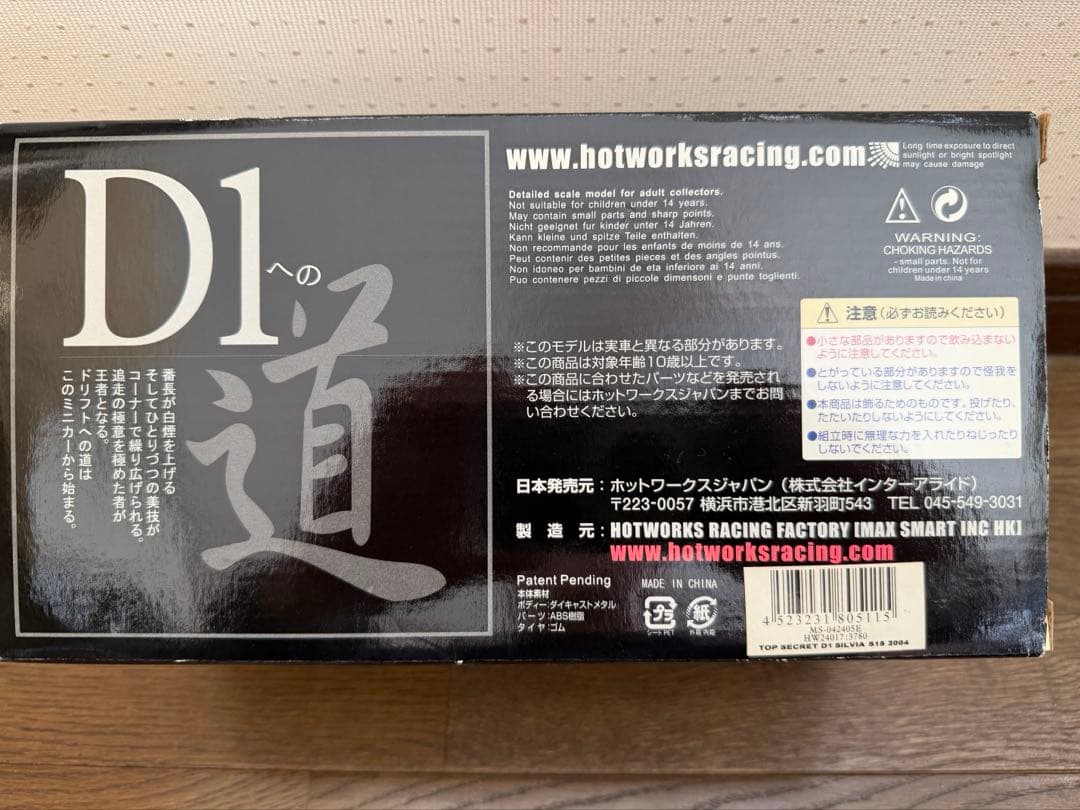 D1への道
番長が白煙を上げる
そしてひとりづつの実技が
コーナーで繰り広げられる。
追走の極意を極めた者が
王者となる。
ドリフトへの道は
このミニカーから始まる。
www.hotworksracing.com
Long time exposure to direct
sunlight or bright spotlight
may cause damage
Detailed scale model for adult collectors.
Not suitable for children under 14 years.
May contain small parts and sharp points.
Nicht geeignet fur kinder unter 14 Jahren.
Kann kleine und spitze Teile enthalten.
Non recommande pour les enfants de moins de 14 ans.
Peut contenir des petites pieces et des angles pointus.
Non idoneo per bambini de eta inferiore ai 14 anni.
Puo contenere pezzi di piccole dimensoni e punte toglienti.
WARNING:
CHOKING HAZARDS
-small parts. Not for
children under 14 years
Made in china
※このモデルは実車と異なる部分があります。
※この商品は対象年齢10歳以上です。
※この商品に合わせたパーツなどを発売され
る場合にはホットワークスジャパンまでお問
い合わせください。
注意(必ずお読みください)
●小さな部品がありますので飲み込まない
ように注意してください。
●とがっている部分がありますので怪我を
しないように注意してください。
●本商品は飾るためのものです。投げたり、
たたいたりしないようにしてください。
●組立時に無理な力を入れたりねじったり
しないでください。
日本発売元：ホットワークスジャパン（株式会社インターアライド）
〒223-0057 横浜市港北区新羽町543 TEL 045-549-3031
製造元：HOTWORKS RACING FACTORY [MAX SMART INC HK]
www.hotworksracing.com
Patent Pending
本体素材
ボディー:ダイキャストメタル
パーツ:ABS樹脂
タイヤ:ゴム
MADE IN CHINA
プラ
シート PET
紙
外箱 内箱
4 523231 805115
MS-042405E
HW24017:3780
TOP SECRET D1 SILVIA S15 2004